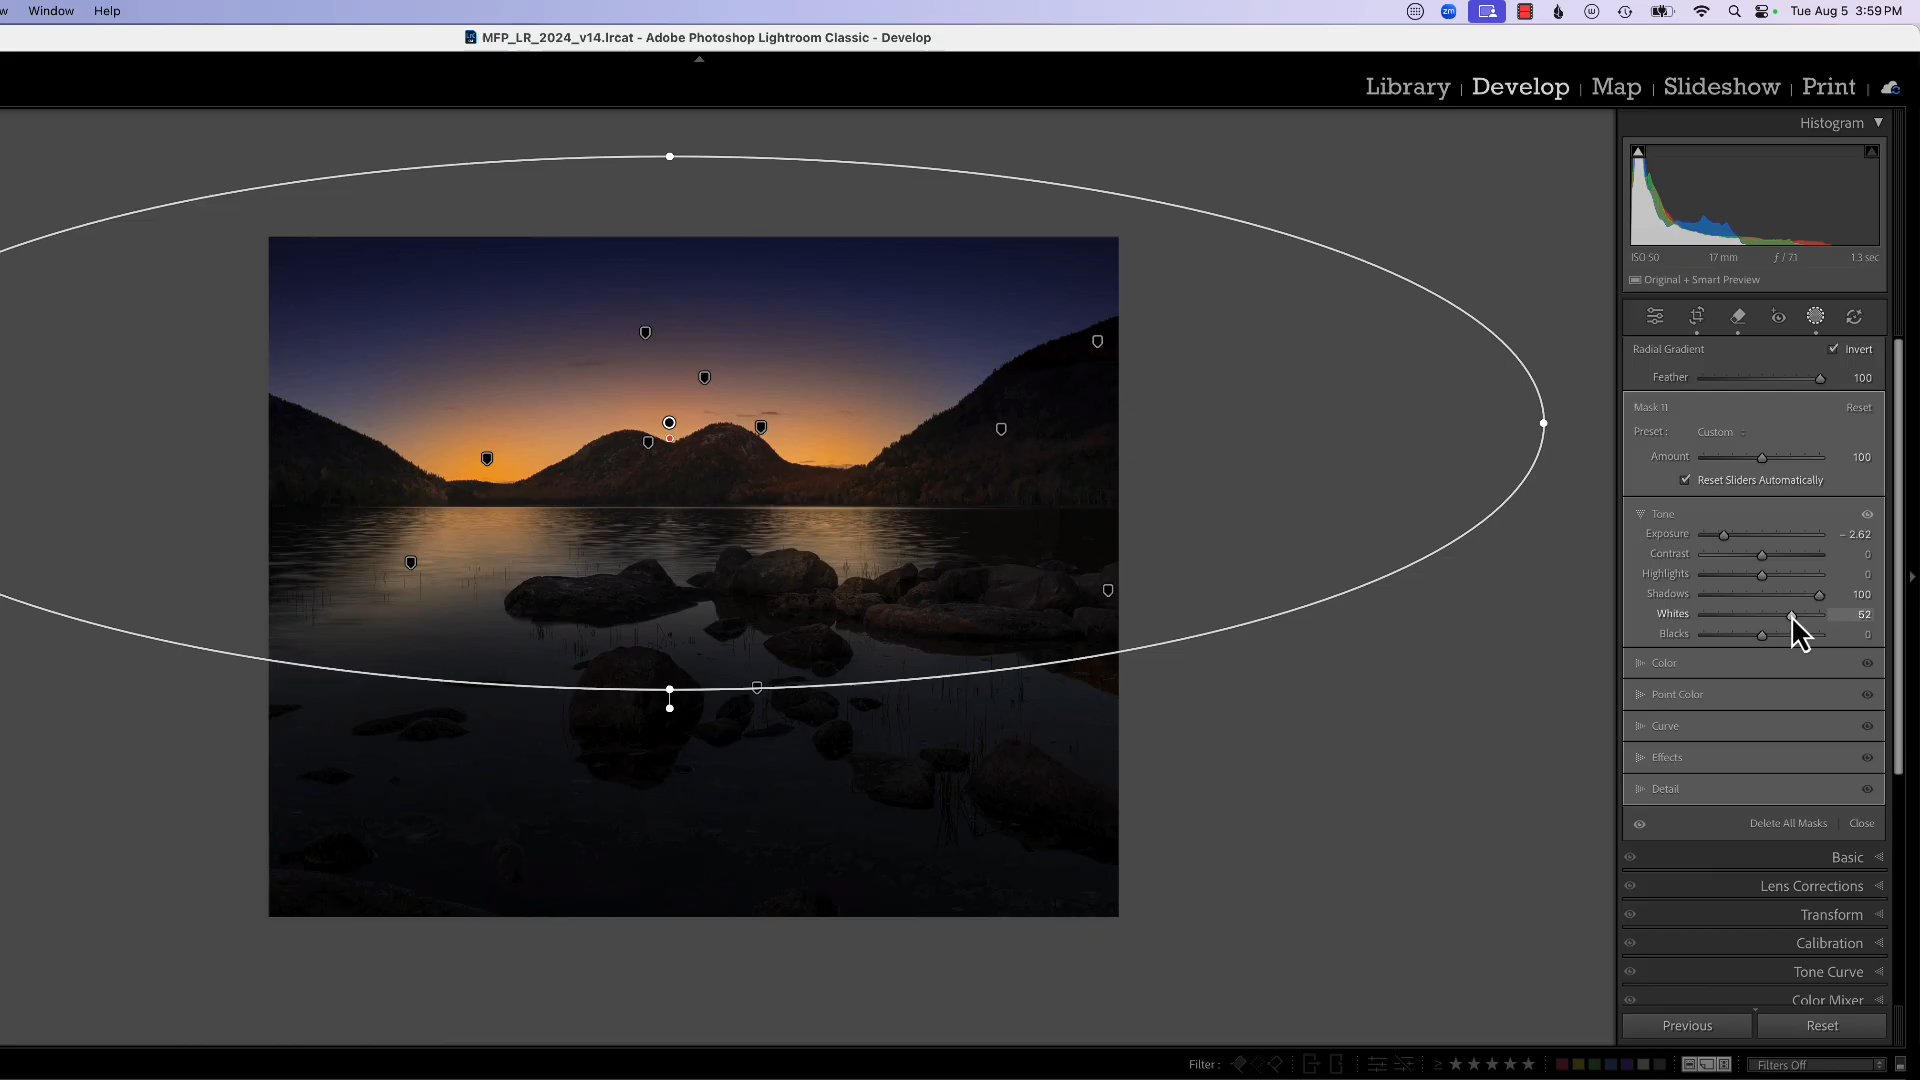 w Window Help
zm
Tue Aug 5 3:59 PM
MFP_LR_2024_v14.lrcat - Adobe Photoshop Lightroom Classic - Develop
Library | Develop | Map | Slideshow | Print |
Histogram
ISO 50 17 mm ƒ / 7.1 1.3 sec
Original + Smart Preview
Radial Gradient Invert
Feather 100
Mask 11 Reset
Preset : Custom
Amount 100
Reset Sliders Automatically
Tone
Exposure – 2.62
Contrast 0
Highlights 0
Shadows 100
Whites 52
Blacks 0
Color
Point Color
Curve
Effects
Detail
Delete All Masks | Close
Basic
Lens Corrections
Transform
Calibration
Tone Curve
Color Mixer
Previous Reset
Filter : ≥ ★★★★★ Filters Off